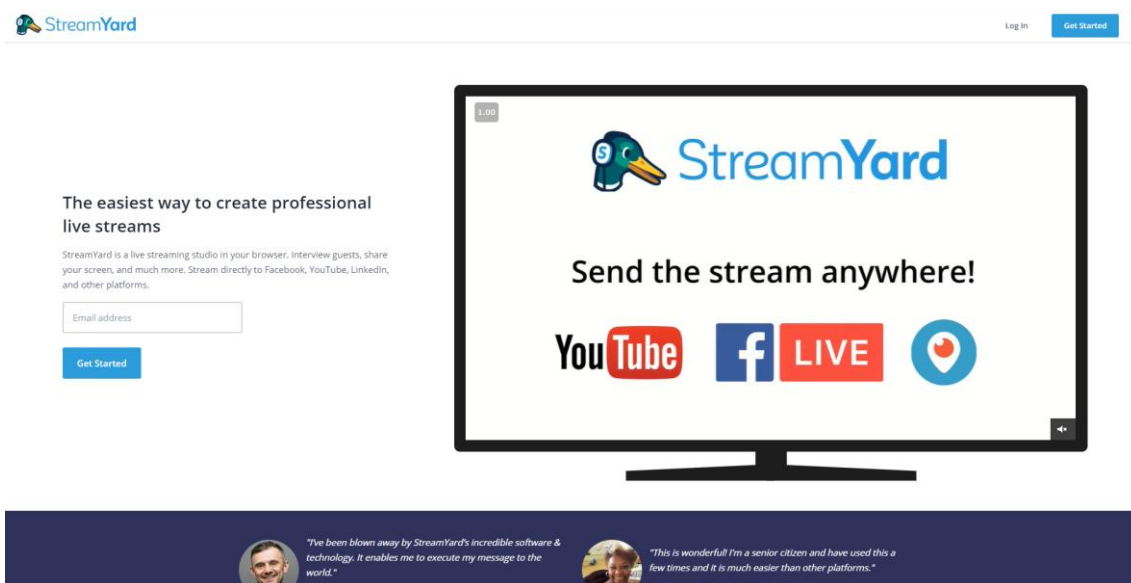 StreamYard
Log In
Get Started
1.00
S StreamYard
The easiest way to create professional
live streams
StreamYard is a live streaming studio in your browser. Interview guests, share
your screen, and much more. Stream directly to Facebook, YouTube, LinkedIn,
and other platforms.
Email address
Get Started
Send the stream anywhere!
YouTube
f LIVE
"I've been blown away by StreamYard's incredible software &
technology. It enables me to execute my message to the
world."
"This is wonderful! I'm a senior citizen and have used this a
few times and it is much easier than other platforms."